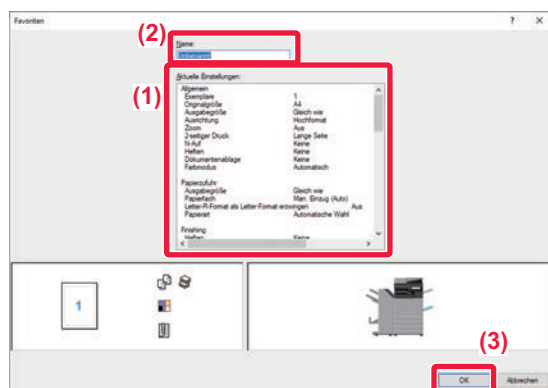 Favoriten ? X
(2)
Name:
Unbenannt
Aktuelle Einstellungen:
(1)
Allgemein
Exemplare 1
Originalgröße A4
Ausgabegröße Gleich wie
Ausrichtung Hochformat
Zoom Aus
2-seitiger Druck Lange Seite
N-Auf Keine
Heften Keine
Dokumentenablage Keine
Farbmodus Automatisch
Papierzufuhr
Ausgabegröße Gleich wie
Papierfach Man. Einzug (Auto)
Letter-R-Format als Letter-Format erzwingen Aus
Papierart Automatische Wahl
Finishing
Heften Keine
1
(3)
OK Abbrechen